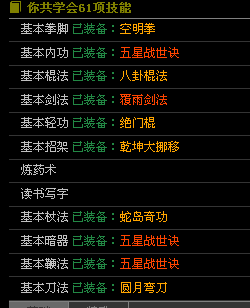 你共学会61项技能
基本拳脚 已装备：空明拳
基本内功 已装备：五星战世诀
基本棍法 已装备：八卦棍法
基本剑法 已装备：覆雨剑法
基本轻功 已装备：绝门棍
基本招架 已装备：乾坤大挪移
炼药术
读书写字
基本杖法 已装备：蛇岛奇功
基本暗器 已装备：五星战世诀
基本鞭法 已装备：五星战世诀
基本刀法 已装备：圆月弯刀